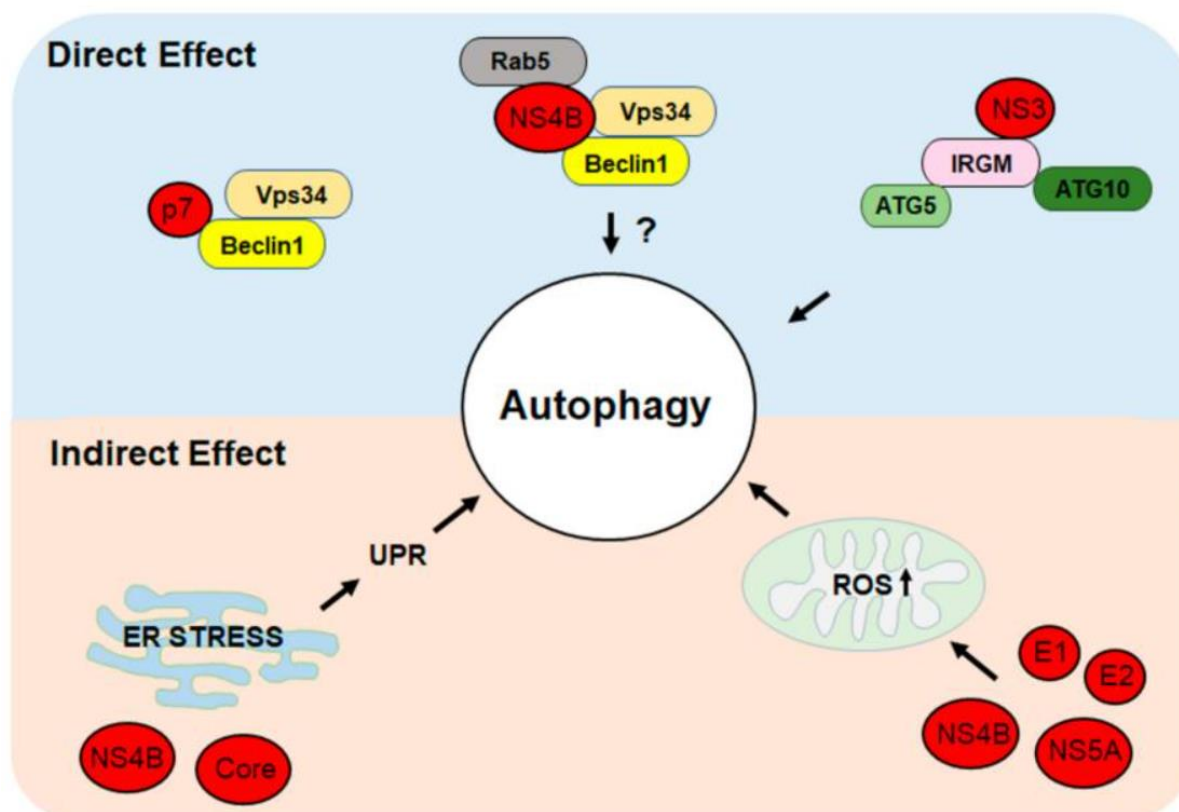 Direct Effect
Rab5
NS4B
Vps34
Beclin1
NS3
IRGM
ATG5
ATG10
p7
Vps34
Beclin1
?
Autophagy
Indirect Effect
UPR
ER STRESS
ROS
E1
E2
NS4B
NS5A
NS4B
Core